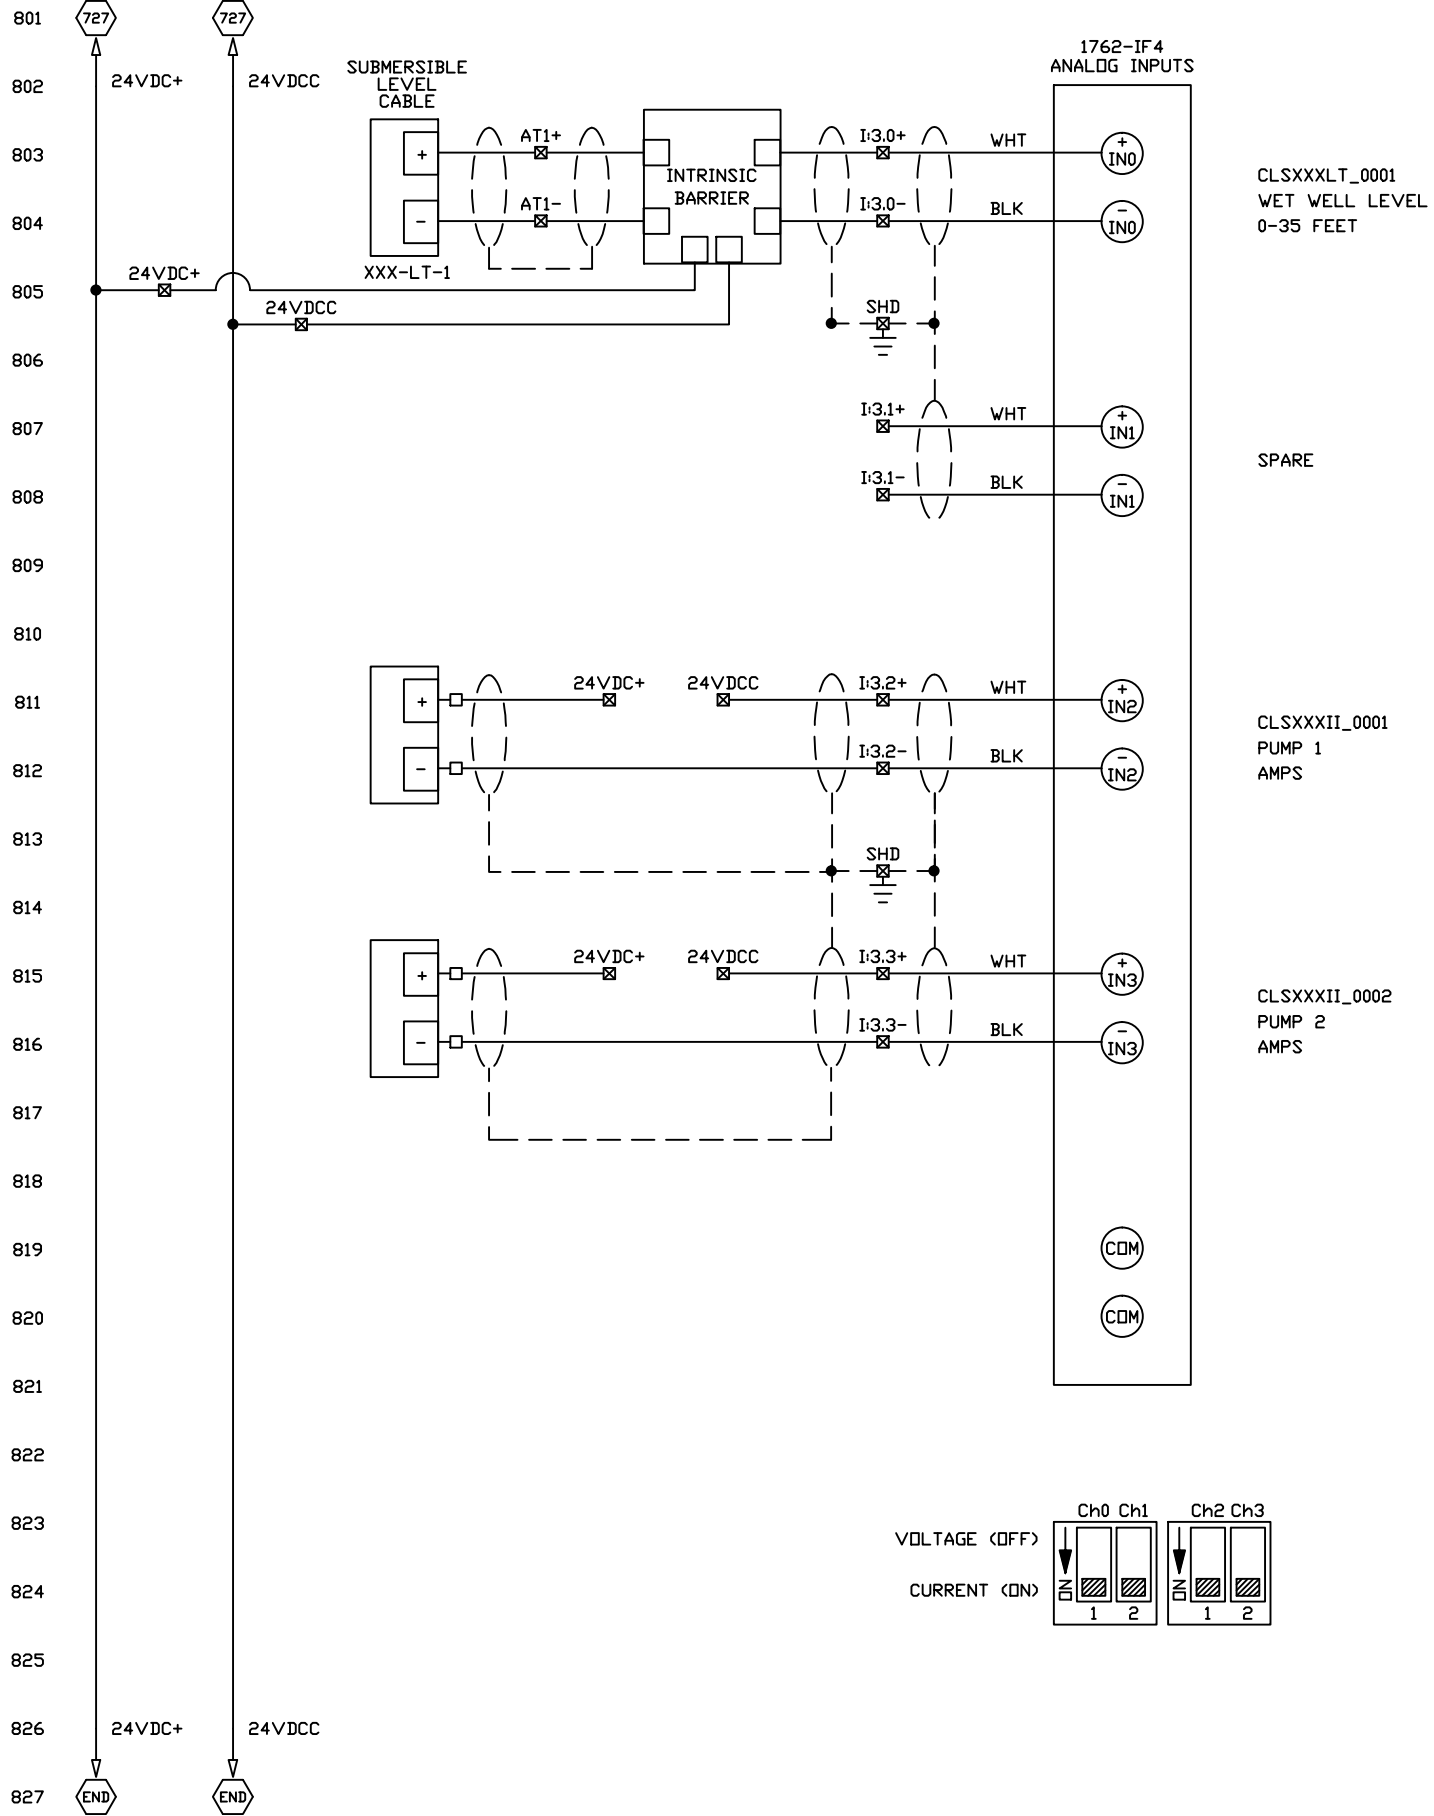 801 727 727
1762-IF4
802 24VDC+ 24VDCC
ANALOG INPUTS
SUBMERSIBLE
LEVEL
CABLE
803 + AT1+ I:3.0+ WHT + IN0
INTRINSIC
BARRIER
CLSXXXLT_0001
WET WELL LEVEL
0-35 FEET
804 - AT1- I:3.0- BLK - IN0
XXX-LT-1
805 24VDC+
24VDCC SHD
806
807 I:3.1+ WHT + IN1
SPARE
808 I:3.1- BLK - IN1
809
810
811 + 24VDC+ 24VDCC I:3.2+ WHT + IN2
CLSXXXII_0001
PUMP 1
AMPS
812 - I:3.2- BLK - IN2
813
SHD
814
815 + 24VDC+ 24VDCC I:3.3+ WHT + IN3
CLSXXXII_0002
PUMP 2
AMPS
816 - I:3.3- BLK - IN3
817
818
819 COM
820 COM
821
822
823 Ch0 Ch1 Ch2 Ch3
VOLTAGE (OFF)
824 CURRENT (ON) ON ON
1 2 1 2
825
826 24VDC+ 24VDCC
827 END END